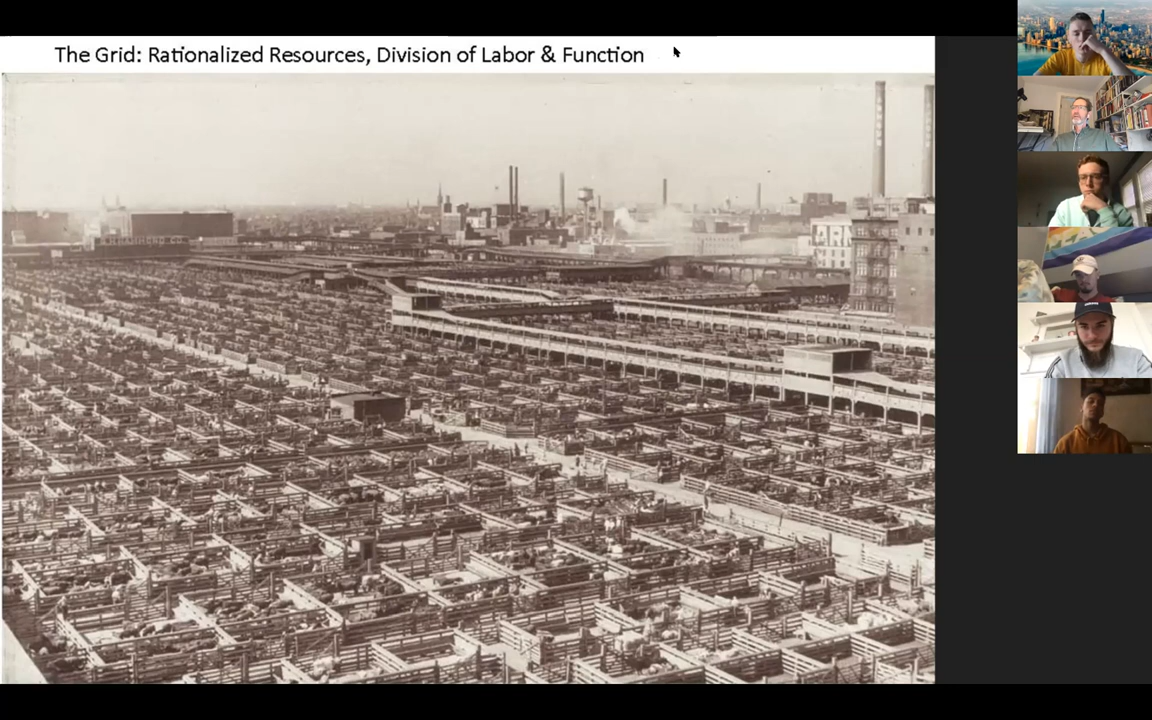 The Grid: Rationalized Resources, Division of Labor & Function